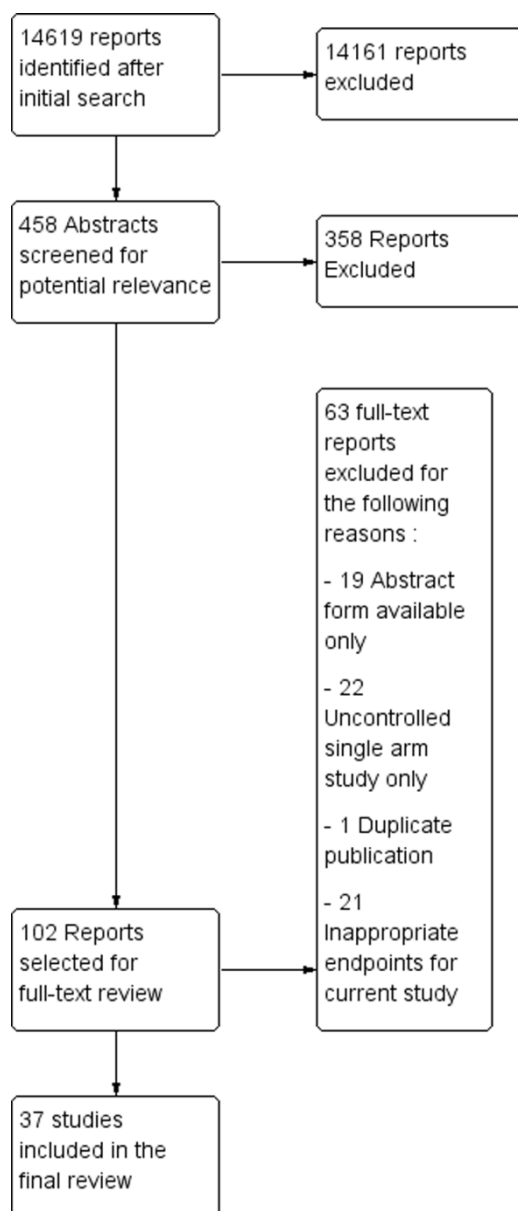 14619 reports
identified after
initial search
14161 reports
excluded
458 Abstracts
screened for
potential relevance
358 Reports
Excluded
63 full-text
reports
excluded for
the following
reasons :
- 19 Abstract
form available
only
- 22
Uncontrolled
single arm
study only
- 1 Duplicate
publication
- 21
Inappropriate
endpoints for
current study
102 Reports
selected for
full-text review
37 studies
included in the
final review